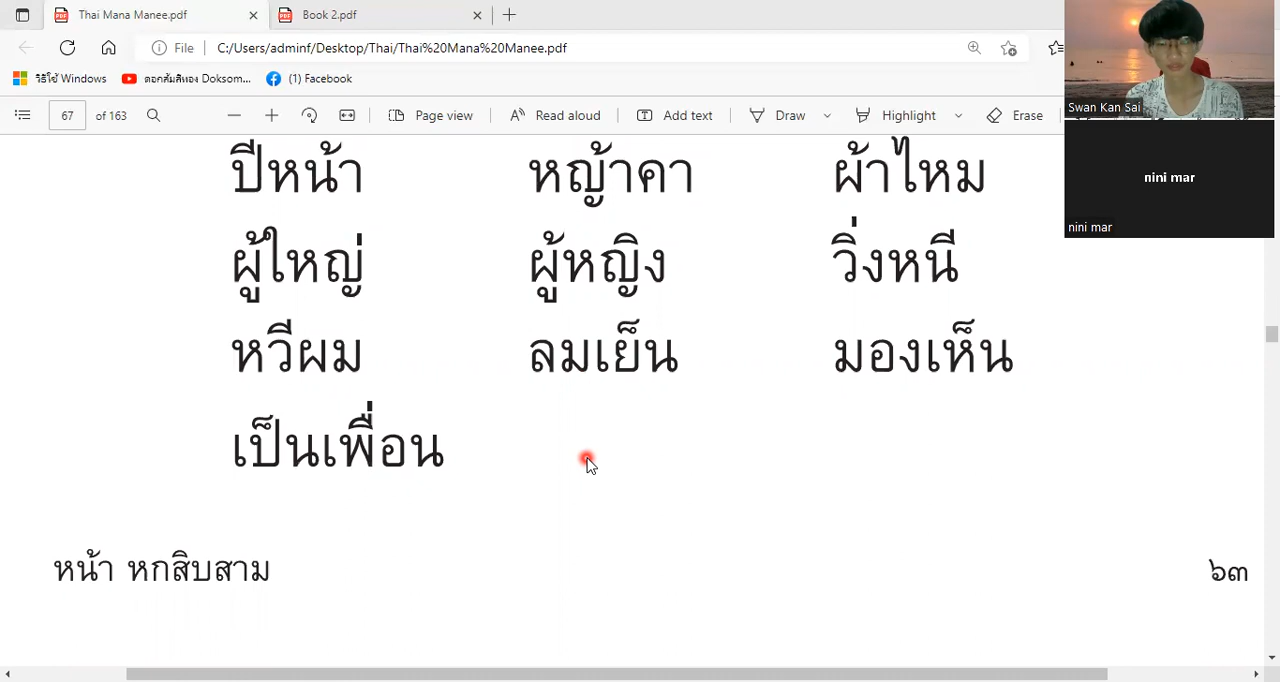 Thai Mana Manee.pdf Book 2.pdf
File C:/Users/adminf/Desktop/Thai/Thai%20Mana%20Manee.pdf
วิธีใช้ Windows ดอกส้มสีทอง Doksom... (1) Facebook
67 of 163 Page view Read aloud Add text Draw Highlight Erase
Swan Kan Sai
nini mar
nini mar
ปีหน้า หญ้าคา ผ้าไหม
ผู้ใหญ่ ผู้หญิง วิ่งหนี
หวีผม ลมเย็น มองเห็น
เป็นเพื่อน
หน้า หกสิบสาม ๖๓